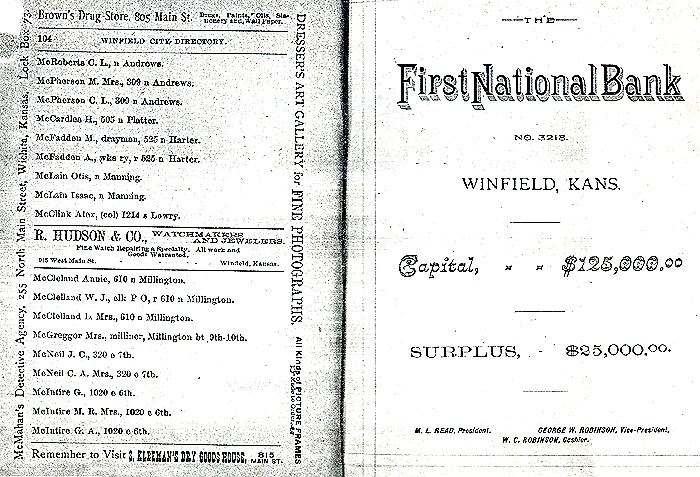 Brown's Drug-Store, 805 Main St. Drugs, Paints, Oils, Stationery and, Wall Paper.
104 WINFIELD CITY DIRECTORY.
McRoberts C. L., n Andrews.
McPherson M. Mrs., 309 n Andrews.
McPherson C. L., 309 n Andrews.
McCardles H., 505 n Platter.
McFadden M., drayman, 525 n Harter.
McFadden A., wks ry, r 525 n Harter.
McLain Otis, n Manning.
McLain Isaac, n Manning.
McClink Alex, (col) 1214 s Lowry.
R. HUDSON & CO., WATCHMAKERS AND JEWELERS.
Fine Watch Repairing a Specialty. All work and Goods Warranted.
915 West Main St. - - Winfield, Kansas.
McClelland Annie, 610 n Millington.
McClelland W. J., clk P O, r 610 n Millington.
McClelland L. Mrs., 610 n Millington.
McGreggor Mrs., milliner, Millington bt 9th-10th.
McNeil J. C., 320 e 7th.
McNeil C. A. Mrs., 320 e 7th.
McIntire G., 1020 e 6th.
McIntire M. R. Mrs., 1020 e 6th.
McIntire G. A., 1020 e 6th.
Remember to Visit S. KLEEMAN'S DRY GOODS HOUSE, 815 MAIN ST.
McMahan's Detective Agency, 255 North Main Street, Wichita, Kansas, Lock Box 73
DRESSER'S ART GALLERY for FINE PHOTOGRAPHS.
All Kinds of PICTURE FRAMES
THE
First National Bank
NO. 3218.
WINFIELD, KANS.
Capital, - - $125,000.00
SURPLUS, - $25,000.00.
M. L. READ, President. GEORGE W. ROBINSON, Vice-President.
W. C. ROBINSON, Cashier.